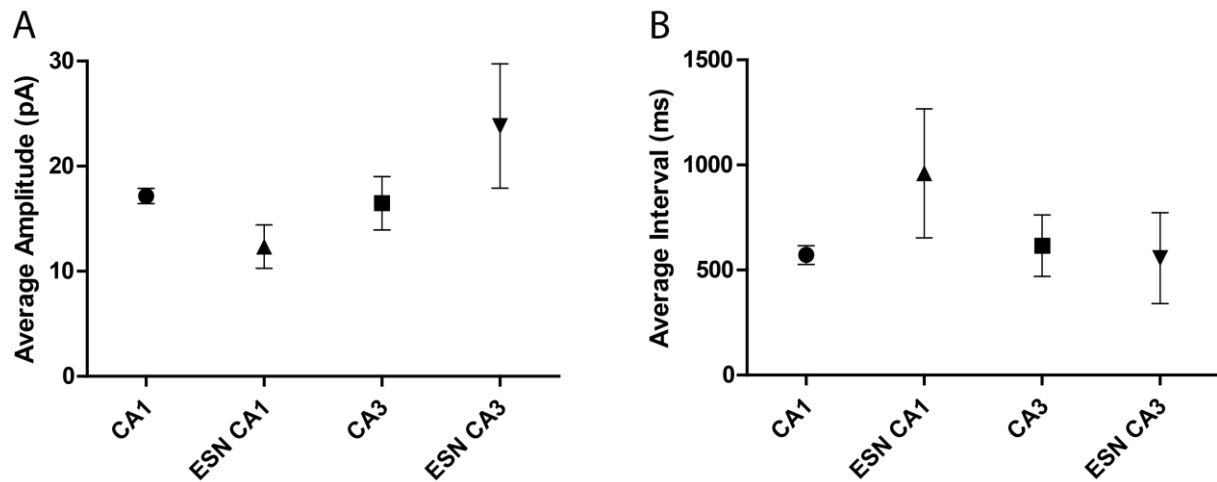 A
Average Amplitude (pA)
30
20
10
0
CA1
ESN CA1
CA3
ESN CA3
B
Average Interval (ms)
1500
1000
500
0
CA1
ESN CA1
CA3
ESN CA3